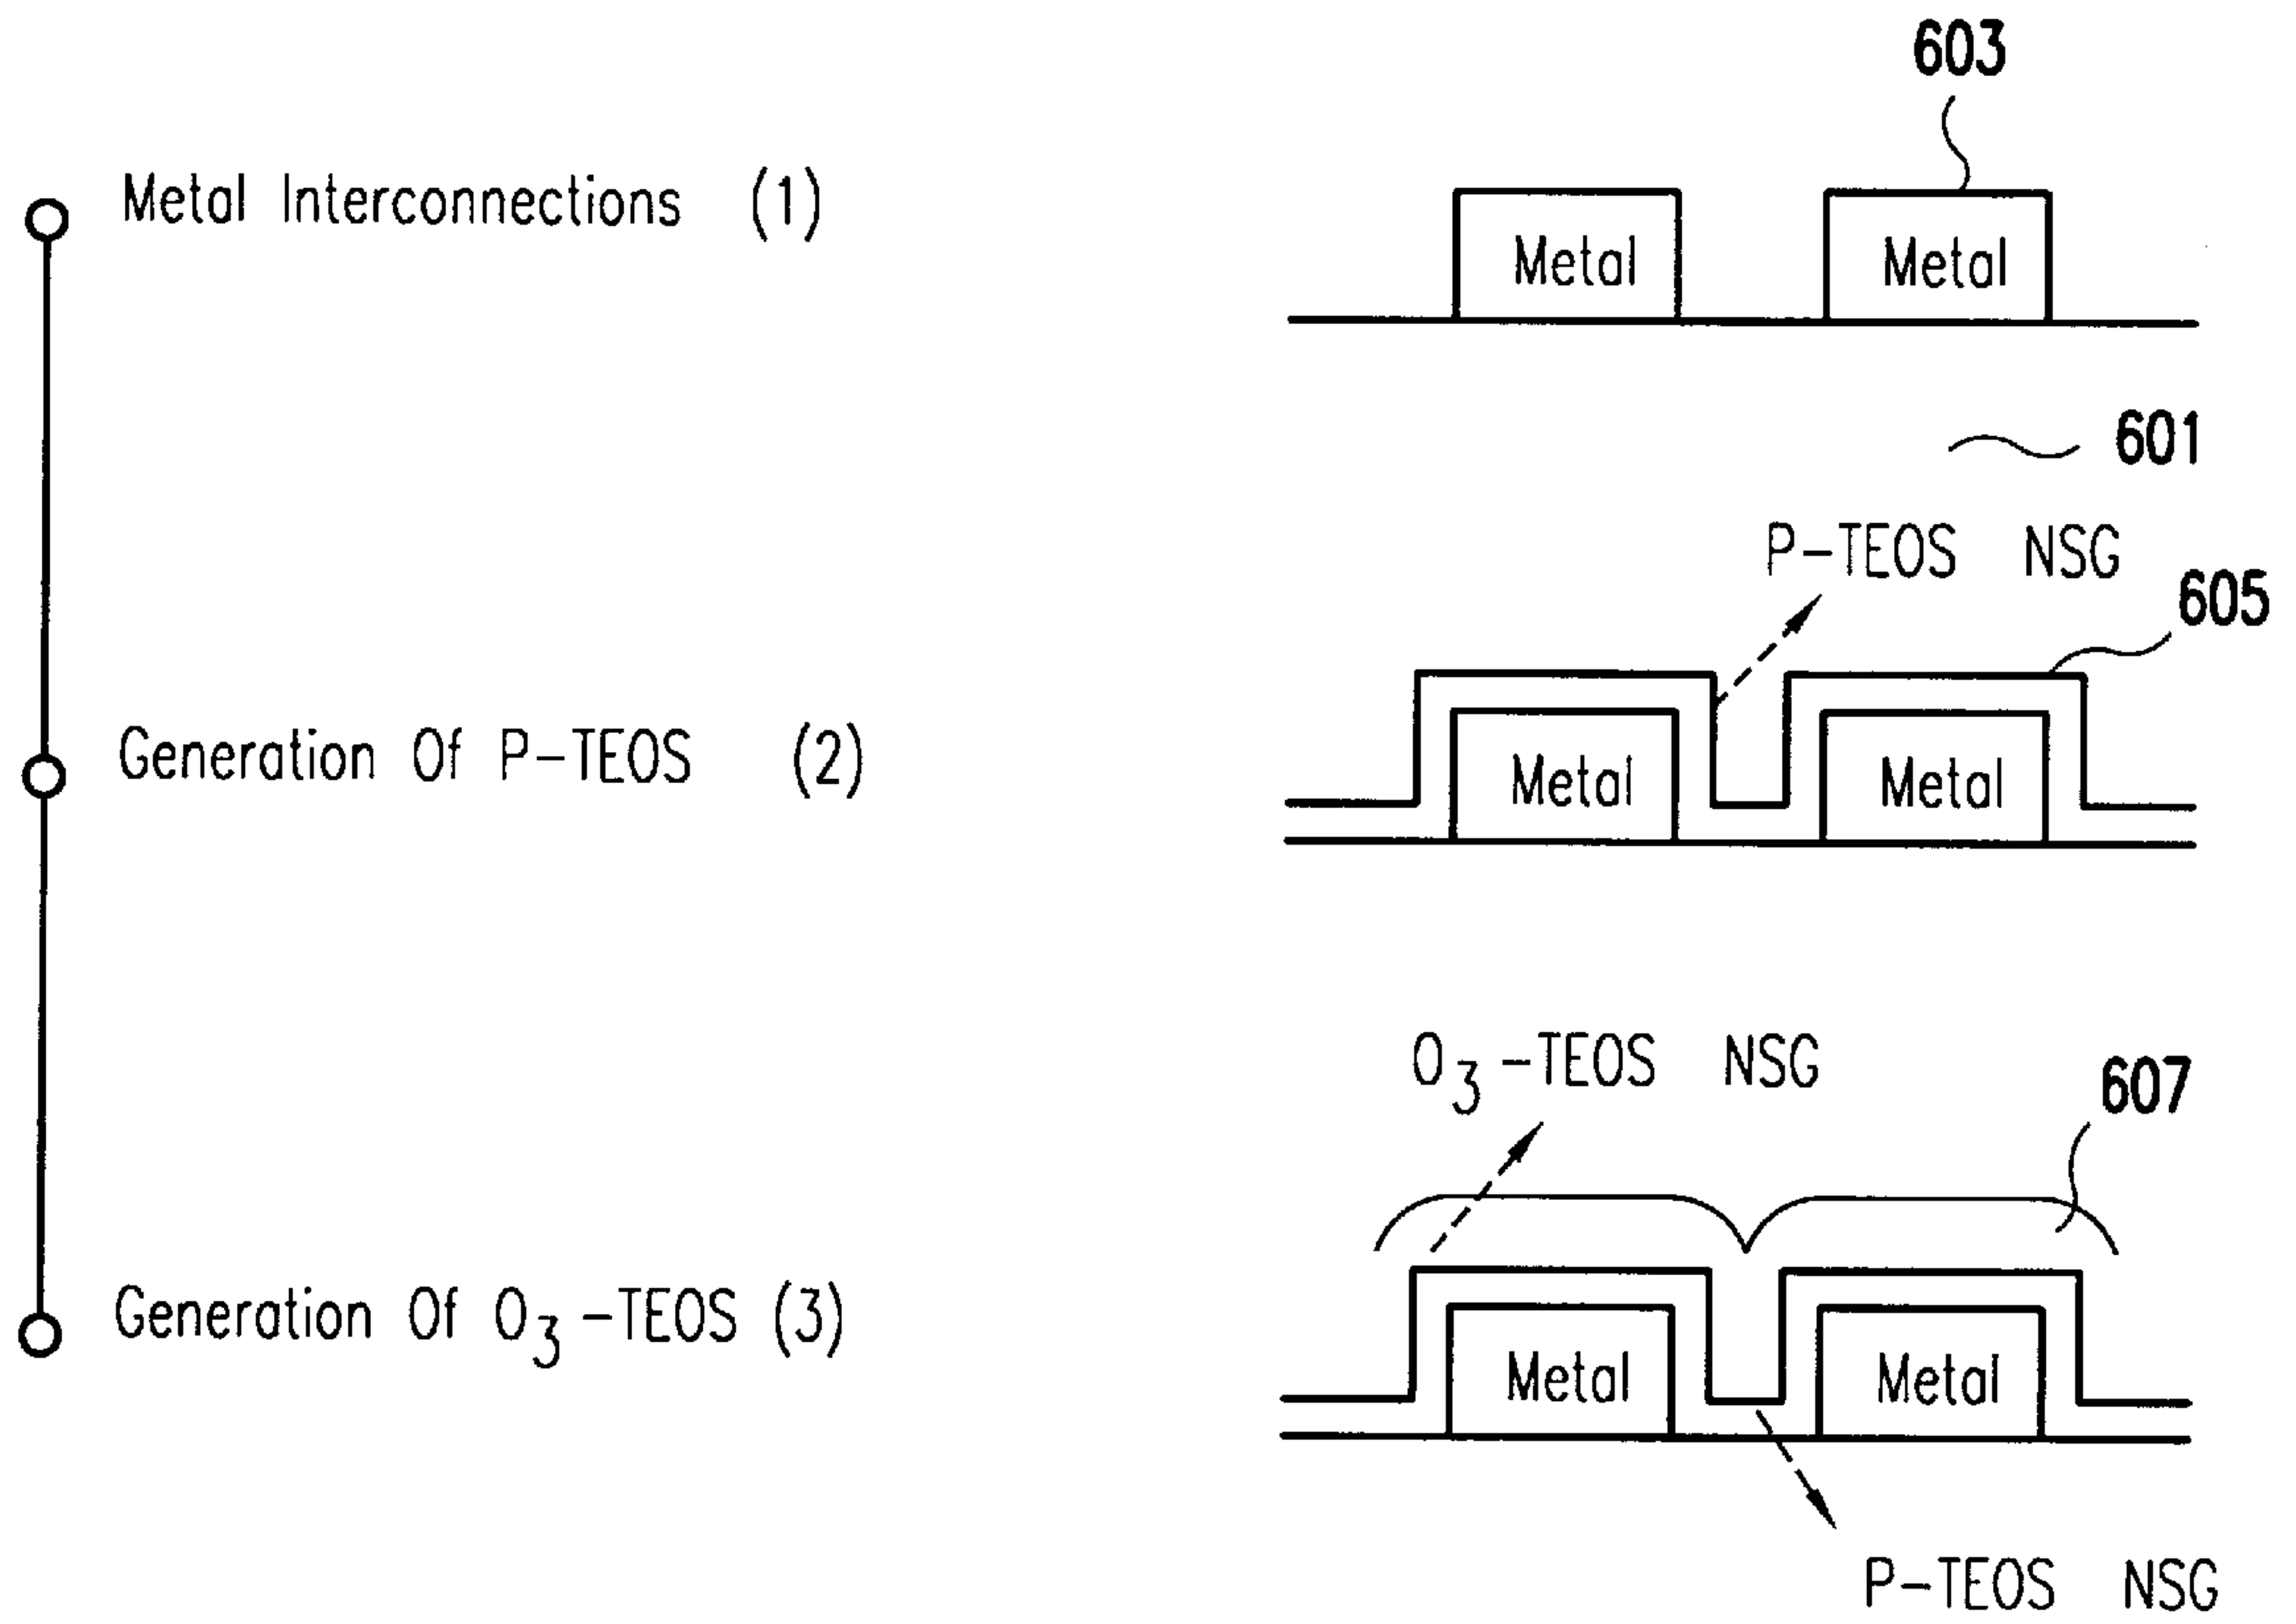 603
Metal Interconnections (1)
Metal Metal
601
P-TEOS NSG
605
Generation Of P-TEOS (2)
Metal Metal
O3-TEOS NSG
607
Generation Of O3-TEOS (3)
Metal Metal
P-TEOS NSG